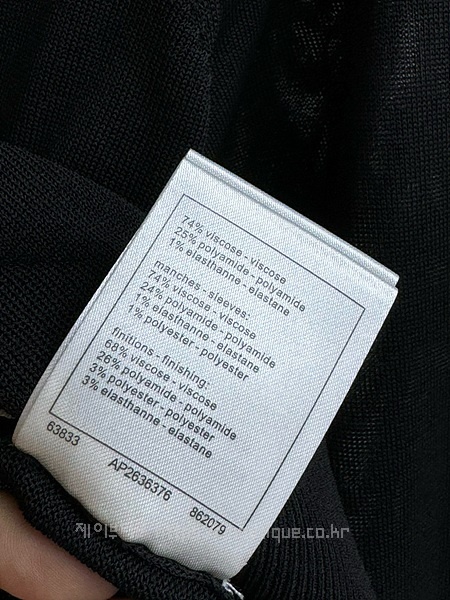 74% viscose - viscose
25% polyamide - polyamide
1% elasthanne - elastane
manches - sleeves:
74% viscose - viscose
24% polyamide - polyamide
1% elasthanne - elastane
1% polyester - polyester
finitions - finishing:
68% viscose - viscose
26% polyamide - polyamide
3% polyester - polyester
3% elasthanne - elastane
63833
AP2636376
862079